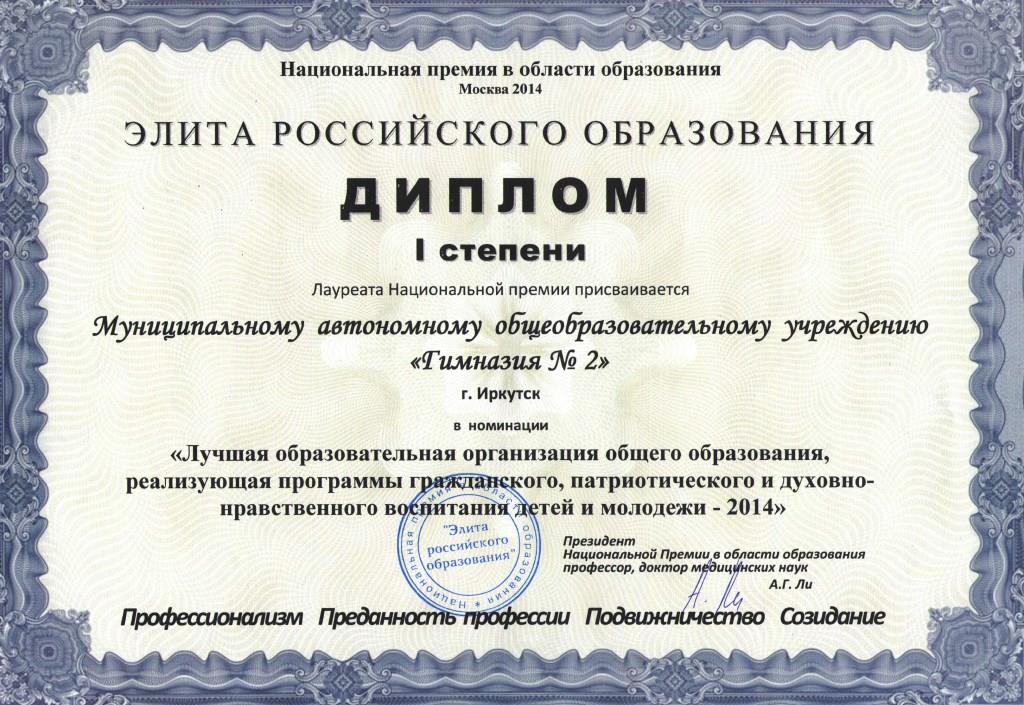 Национальная премия в области образования
Москва 2014
ЭЛИТА РОССИЙСКОГО ОБРАЗОВАНИЯ
ДИПЛОМ
I степени
Лауреата Национальной премии присваивается
Муниципальному автономному общеобразовательному учреждению
«Гимназия № 2»
г. Иркутск
в номинации
«Лучшая образовательная организация общего образования,
реализующая программы гражданского, патриотического и духовно-
нравственного воспитания детей и молодежи - 2014»
Национальная премия в области образования
"Элита
российского
образования"
Президент
Национальной Премии в области образования
профессор, доктор медицинских наук
А.Г. Ли
Профессионализм Преданность профессии Подвижничество Созидание